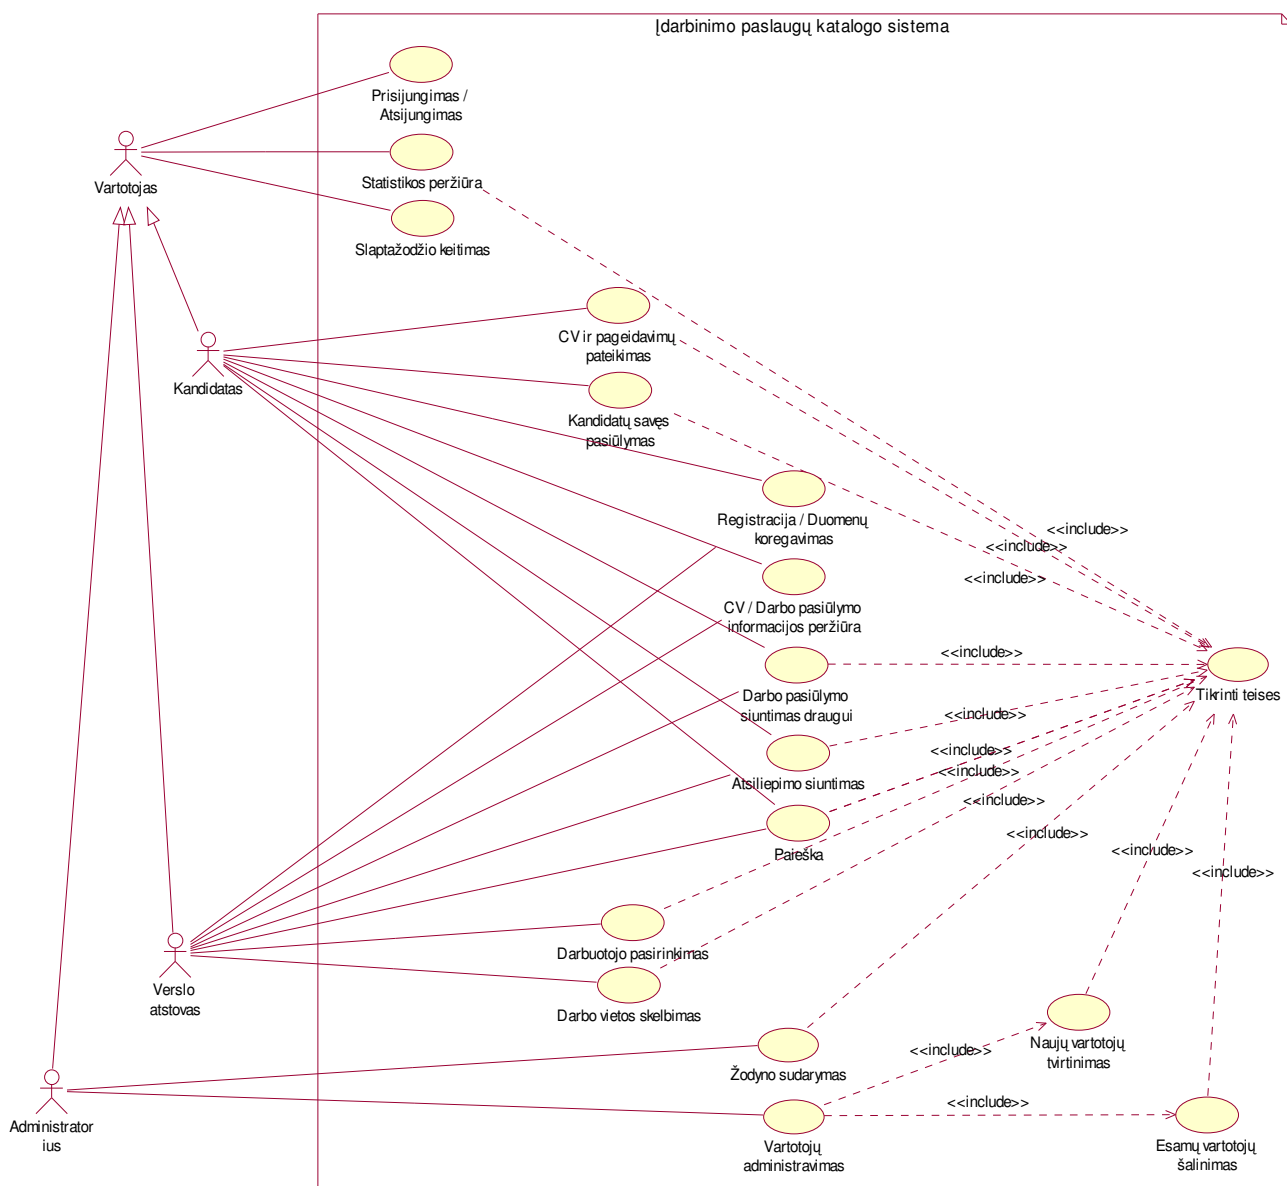 Įdarbinimo paslaugų katalogo sistema
Prisijungimas /
Atsijungimas
Vartotojas
Statistikos peržiūra
Slaptažodžio keitimas
CV ir pageidavimų
pateikimas
Kandidatas
Kandidatų savęs
pasiūlymas
Registracija / Duomenų
koregavimas
<<include>>
<<include>>
<<include>>
CV / Darbo pasiūlymo
informacijos peržiūra
<<include>>
Tikrinti teises
Darbo pasiūlymo
siuntimas draugui
<<include>>
<<include>>
<<include>>
Atsiliepimo siuntimas
<<include>>
<<include>>
Paieška
<<include>>
<<include>>
Darbuotojo pasirinkimas
Verslo
atstovas
Darbo vietos skelbimas
Naujų vartotojų
tvirtinimas
<<include>>
Žodyno sudarymas
<<include>>
Administrator
ius
Vartotojų
administravimas
Esamų vartotojų
šalinimas